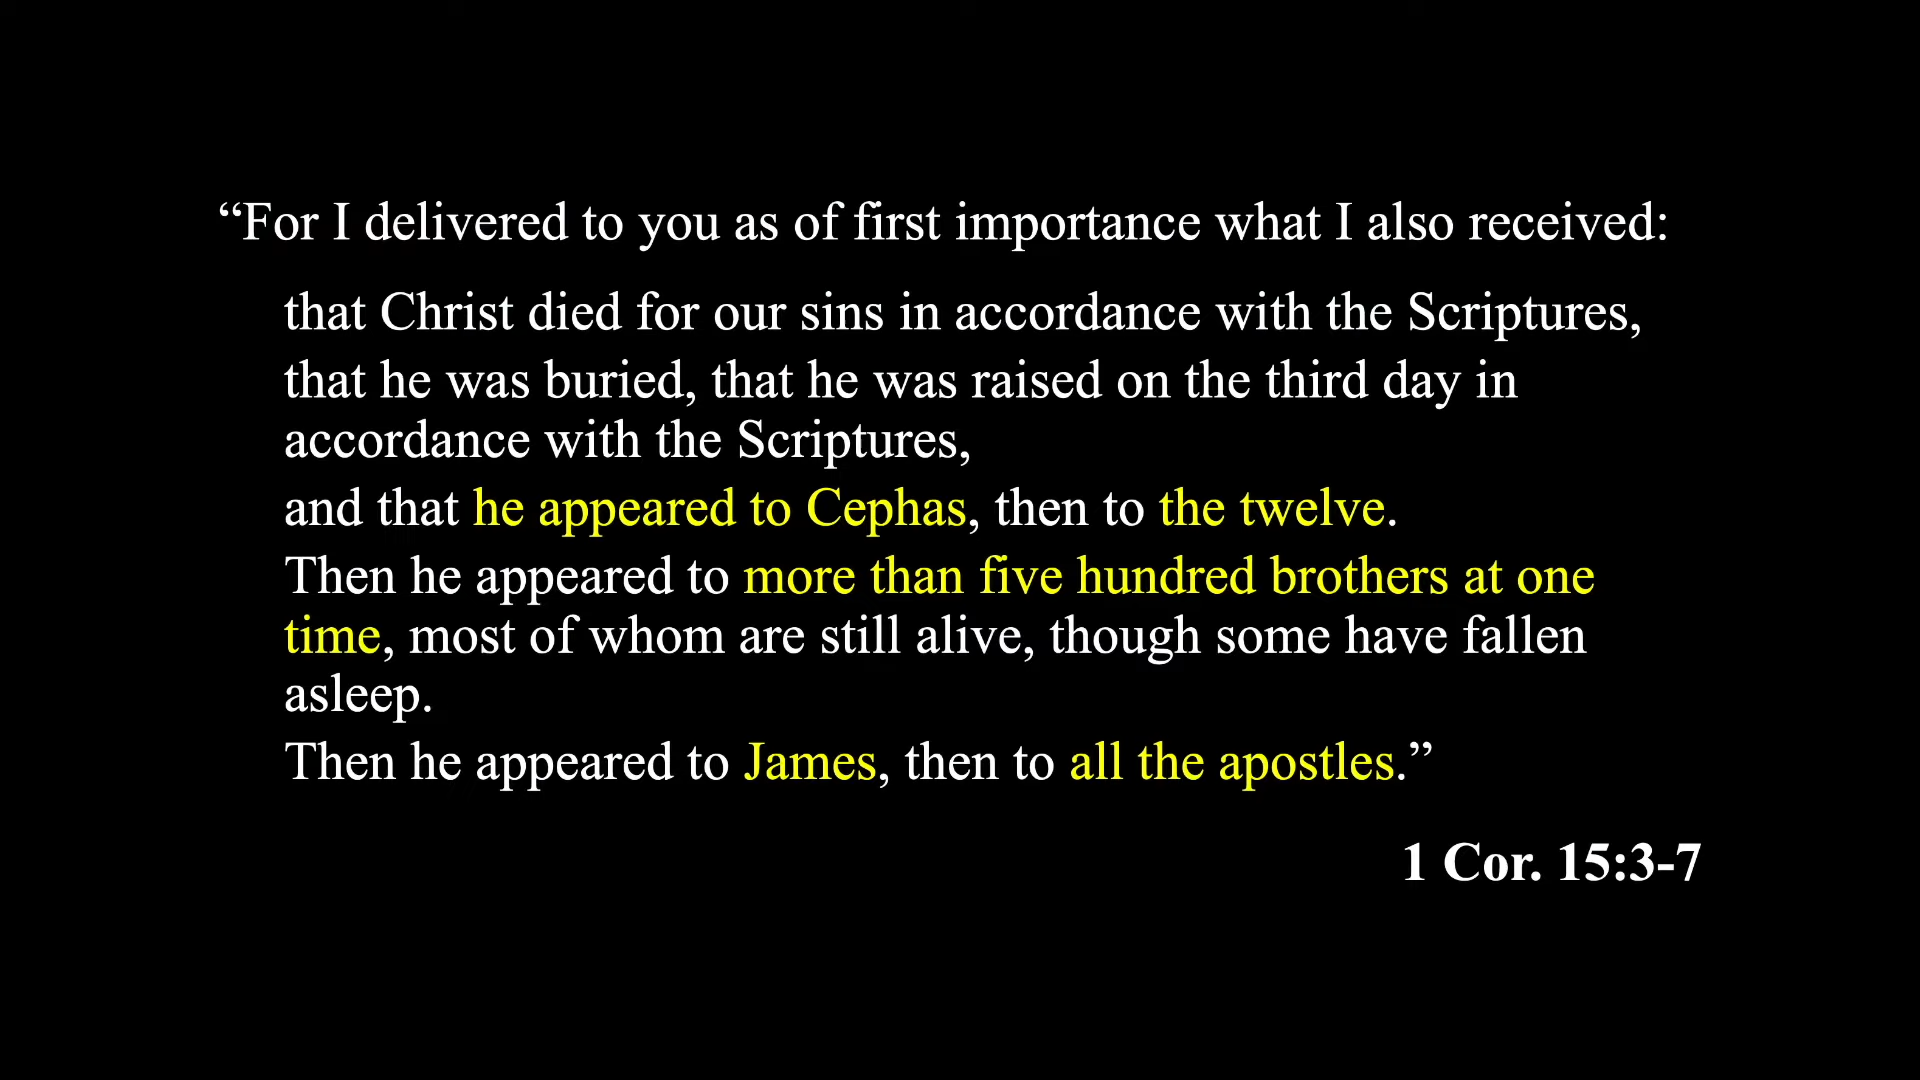 “For I delivered to you as of first importance what I also received:
that Christ died for our sins in accordance with the Scriptures,
that he was buried, that he was raised on the third day in
accordance with the Scriptures,
and that he appeared to Cephas, then to the twelve.
Then he appeared to more than five hundred brothers at one
time, most of whom are still alive, though some have fallen
asleep.
Then he appeared to James, then to all the apostles.”
1 Cor. 15:3-7